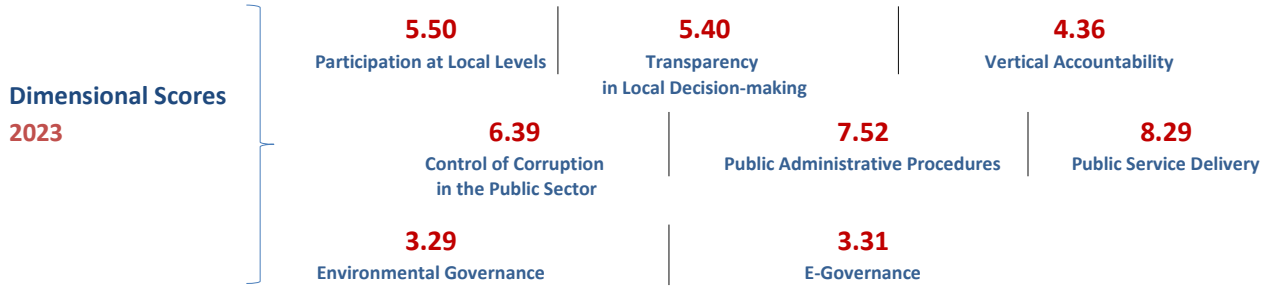 Dimensional Scores
2023
5.50
Participation at Local Levels
5.40
Transparency
in Local Decision-making
4.36
Vertical Accountability
6.39
Control of Corruption
in the Public Sector
7.52
Public Administrative Procedures
8.29
Public Service Delivery
3.29
Environmental Governance
3.31
E-Governance